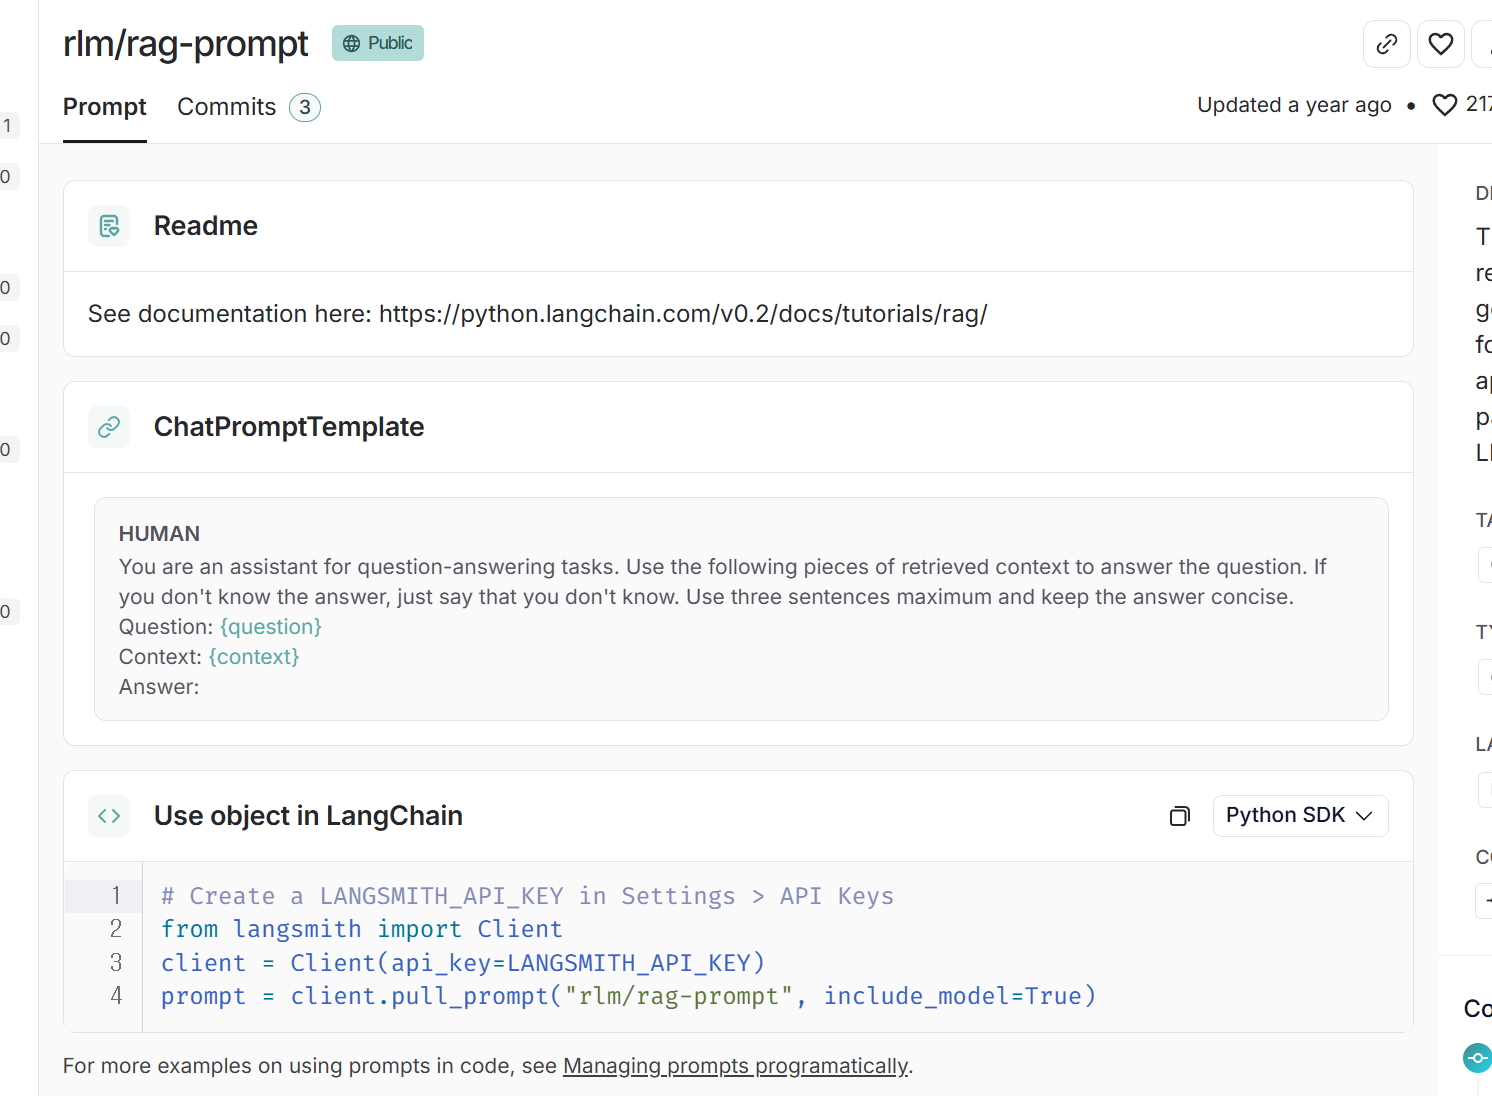 rlm/rag-prompt
Public
Prompt
Commits 3
Updated a year ago •
1
0
0
0
0
0
Readme
See documentation here: https://python.langchain.com/v0.2/docs/tutorials/rag/
ChatPromptTemplate
HUMAN
You are an assistant for question-answering tasks. Use the following pieces of retrieved context to answer the question. If
you don't know the answer, just say that you don't know. Use three sentences maximum and keep the answer concise.
Question: {question}
Context: {context}
Answer:
Use object in LangChain
Python SDK
1 # Create a LANGSMITH_API_KEY in Settings > API Keys
2 from langsmith import Client
3 client = Client(api_key=LANGSMITH_API_KEY)
4 prompt = client.pull_prompt("rlm/rag-prompt", include_model=True)
For more examples on using prompts in code, see Managing prompts programatically.